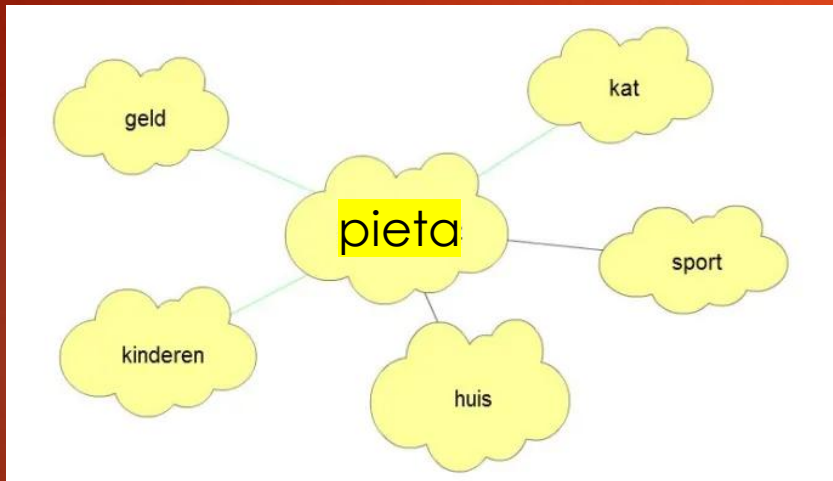 geld
kat
pieta
sport
kinderen
huis